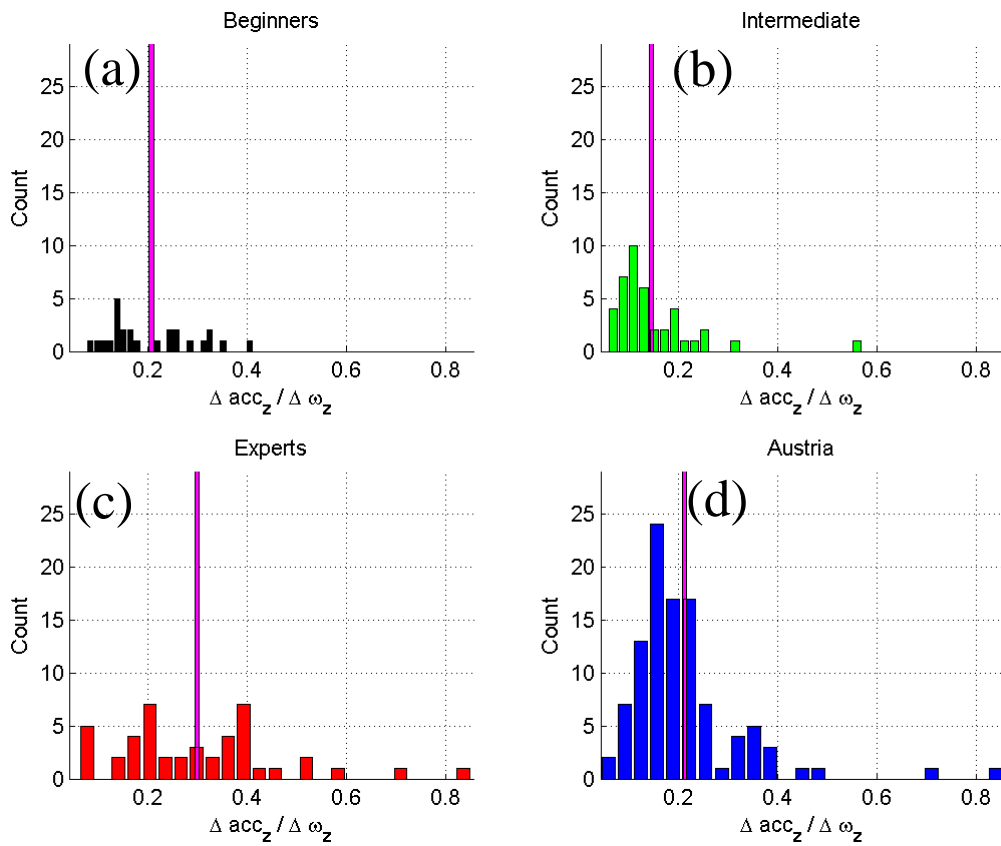 Beginners
(a)
25
20
15
10
5
0
Count
0.2 0.4 0.6 0.8
Δ acc_z / Δ ω_z
Intermediate
(b)
25
20
15
10
5
0
Count
0.2 0.4 0.6 0.8
Δ acc_z / Δ ω_z
Experts
(c)
25
20
15
10
5
0
Count
0.2 0.4 0.6 0.8
Δ acc_z / Δ ω_z
Austria
(d)
25
20
15
10
5
0
Count
0.2 0.4 0.6 0.8
Δ acc_z / Δ ω_z